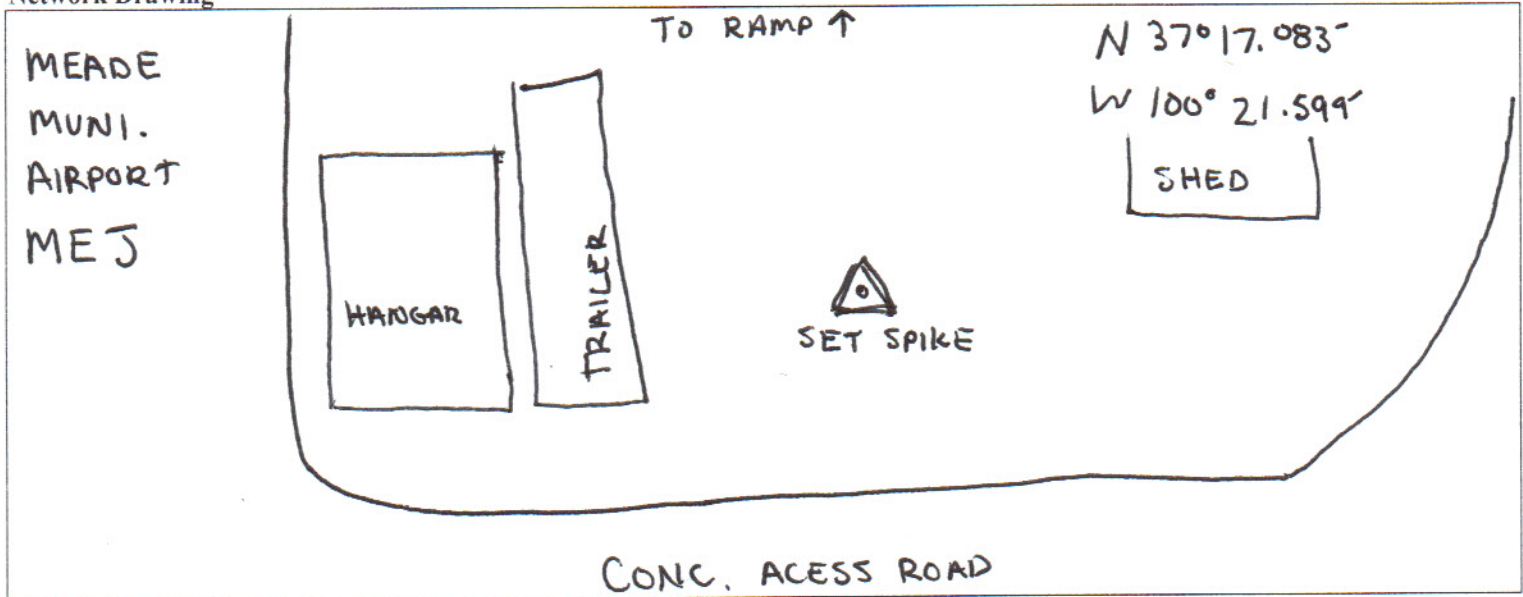 Network Drawing
MEADE
MUNI.
AIRPORT
MEJ
TO RAMP ↑
N 37° 17.083'
W 100° 21.599'
SHED
HANGAR
TRAILER
SET SPIKE
CONC. ACESS ROAD